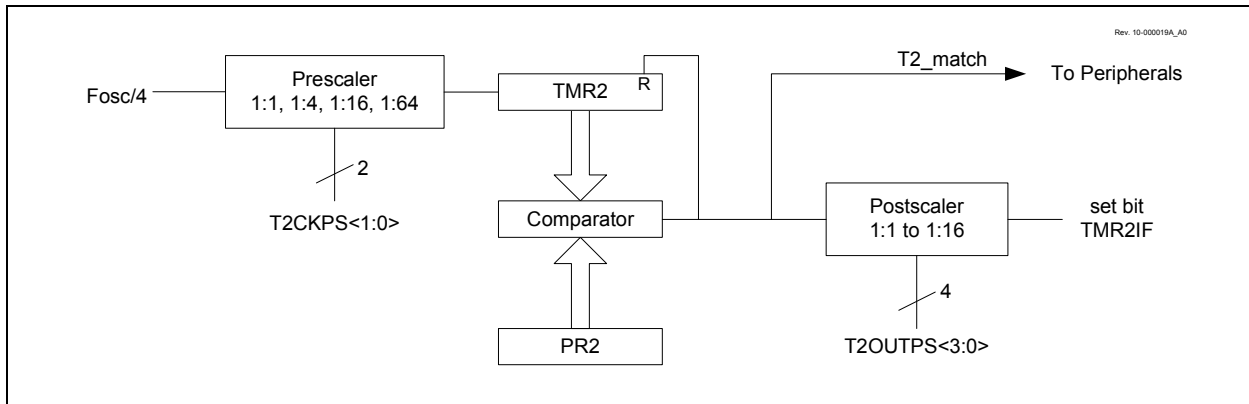 Rev. 10-000019A_A0
Fosc/4
Prescaler
1:1, 1:4, 1:16, 1:64
2
T2CKPS<1:0>
TMR2
R
T2_match
To Peripherals
Comparator
Postscaler
1:1 to 1:16
set bit
TMR2IF
4
T2OUTPS<3:0>
PR2